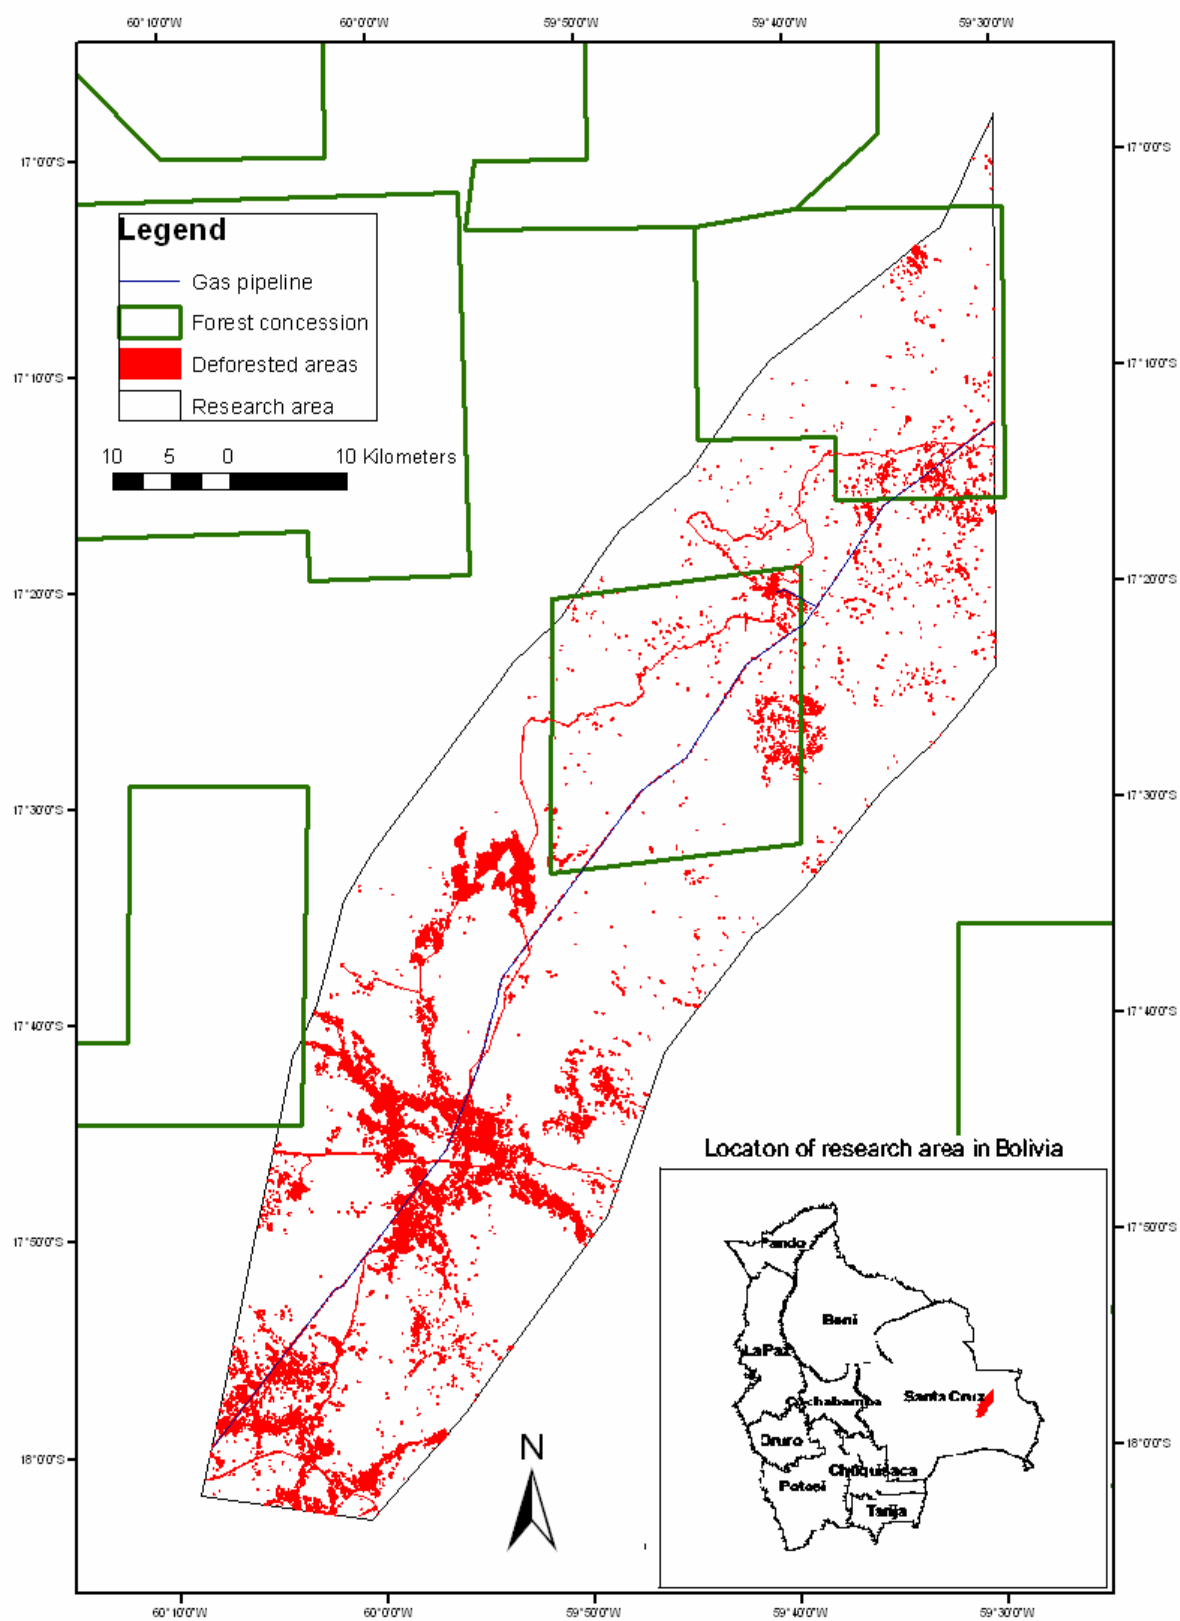 60°10'0"W 60°0'0"W 59°50'0"W 59°40'0"W 59°30'0"W
17°0'0"S 17°0'0"S
Legend
Gas pipeline
Forest concession
Deforested areas
Research area
17°10'0"S 17°10'0"S
10 5 0 10 Kilometers
17°20'0"S 17°20'0"S
17°30'0"S 17°30'0"S
17°40'0"S 17°40'0"S
Locaton of research area in Bolivia
17°50'0"S 17°50'0"S
Pando
Beni
La Paz
Santa Cruz
Cochabamba
Oruro
Chuquisaca
Potosi
Tarija
N
18°0'0"S 18°0'0"S
60°10'0"W 60°0'0"W 59°50'0"W 59°40'0"W 59°30'0"W